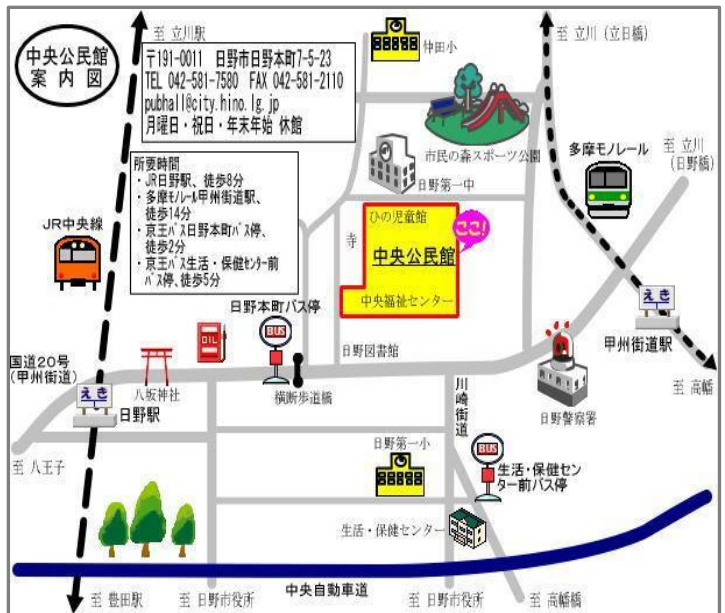 中央公民館
案内図
至 立川駅
〒191-0011 日野市日野本町7-5-23
TEL 042-581-7580 FAX 042-581-2110
pubhall@city.hino.lg.jp
月曜日・祝日・年末年始 休館
仲田小
至 立川(立日橋)
市民の森スポーツ公園
多摩モノレール
至 立川
(日野橋)
所要時間
・JR日野駅、徒歩8分
・多摩モノレール甲州街道駅、
徒歩14分
・京王バス日野本町バス停、
徒歩2分
・京王バス生活・保健センター前
バス停、徒歩5分
日野第一中
JR中央線
寺
ひの児童館
ここ!
中央公民館
中央福祉センター
えき
甲州街道駅
日野本町バス停
BUS
OIL
日野図書館
国道20号
(甲州街道)
八坂神社
えき
日野駅
横断歩道橋
川崎街道
日野警察署
至 高幡
至 八王子
日野第一小
BUS
生活・保健セン
ター前バス停
生活・保健センター
中央自動車道
至 豊田駅
至 日野市役所
至 日野市役所
至 高幡橋